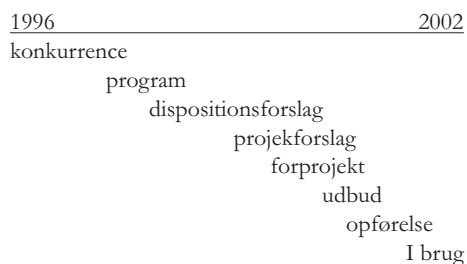 1996 2002
konkurrence
program
dispositionsforslag
projekforslag
forprojekt
udbud
opførelse
I brug